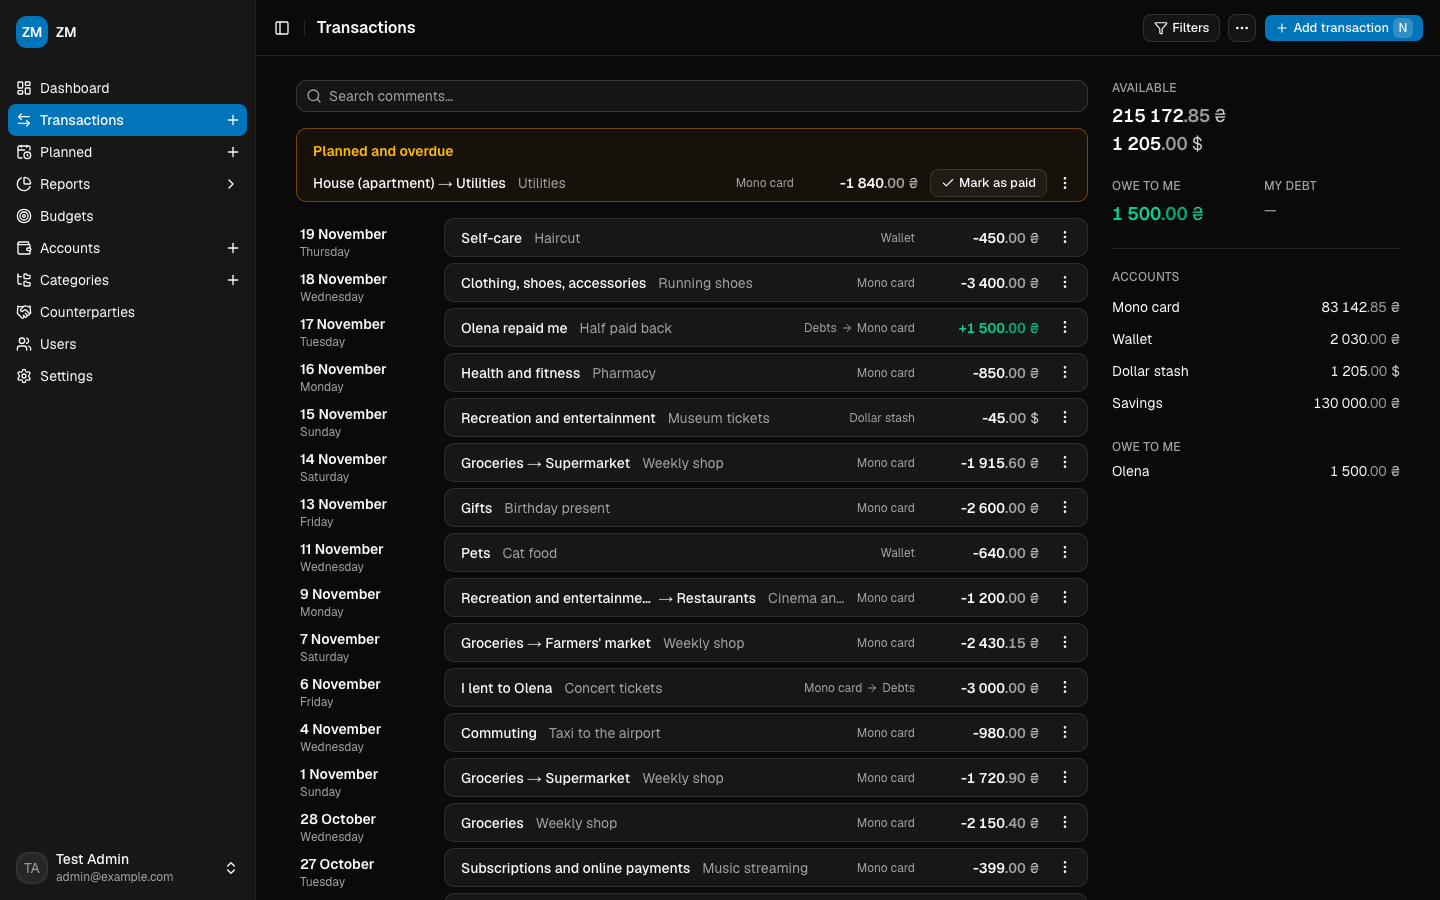 ZM ZM
Dashboard
Transactions
Planned
Reports
Budgets
Accounts
Categories
Counterparties
Users
Settings
TA Test Admin
admin@example.com
Transactions
Filters
Add transaction N
Search comments...
Planned and overdue
House (apartment) → Utilities Utilities Mono card -1 840.00 ₴ Mark as paid
19 November
Thursday
Self-care Haircut Wallet -450.00 ₴
18 November
Wednesday
Clothing, shoes, accessories Running shoes Mono card -3 400.00 ₴
17 November
Tuesday
Olena repaid me Half paid back Debts → Mono card +1 500.00 ₴
16 November
Monday
Health and fitness Pharmacy Mono card -850.00 ₴
15 November
Sunday
Recreation and entertainment Museum tickets Dollar stash -45.00 $
14 November
Saturday
Groceries → Supermarket Weekly shop Mono card -1 915.60 ₴
13 November
Friday
Gifts Birthday present Mono card -2 600.00 ₴
11 November
Wednesday
Pets Cat food Wallet -640.00 ₴
9 November
Monday
Recreation and entertainme... → Restaurants Cinema an... Mono card -1 200.00 ₴
7 November
Saturday
Groceries → Farmers' market Weekly shop Mono card -2 430.15 ₴
6 November
Friday
I lent to Olena Concert tickets Mono card → Debts -3 000.00 ₴
4 November
Wednesday
Commuting Taxi to the airport Mono card -980.00 ₴
1 November
Sunday
Groceries → Supermarket Weekly shop Mono card -1 720.90 ₴
28 October
Wednesday
Groceries Weekly shop Mono card -2 150.40 ₴
27 October
Tuesday
Subscriptions and online payments Music streaming Mono card -399.00 ₴
AVAILABLE
215 172.85 ₴
1 205.00 $
OWE TO ME MY DEBT
1 500.00 ₴ —
ACCOUNTS
Mono card 83 142.85 ₴
Wallet 2 030.00 ₴
Dollar stash 1 205.00 $
Savings 130 000.00 ₴
OWE TO ME
Olena 1 500.00 ₴